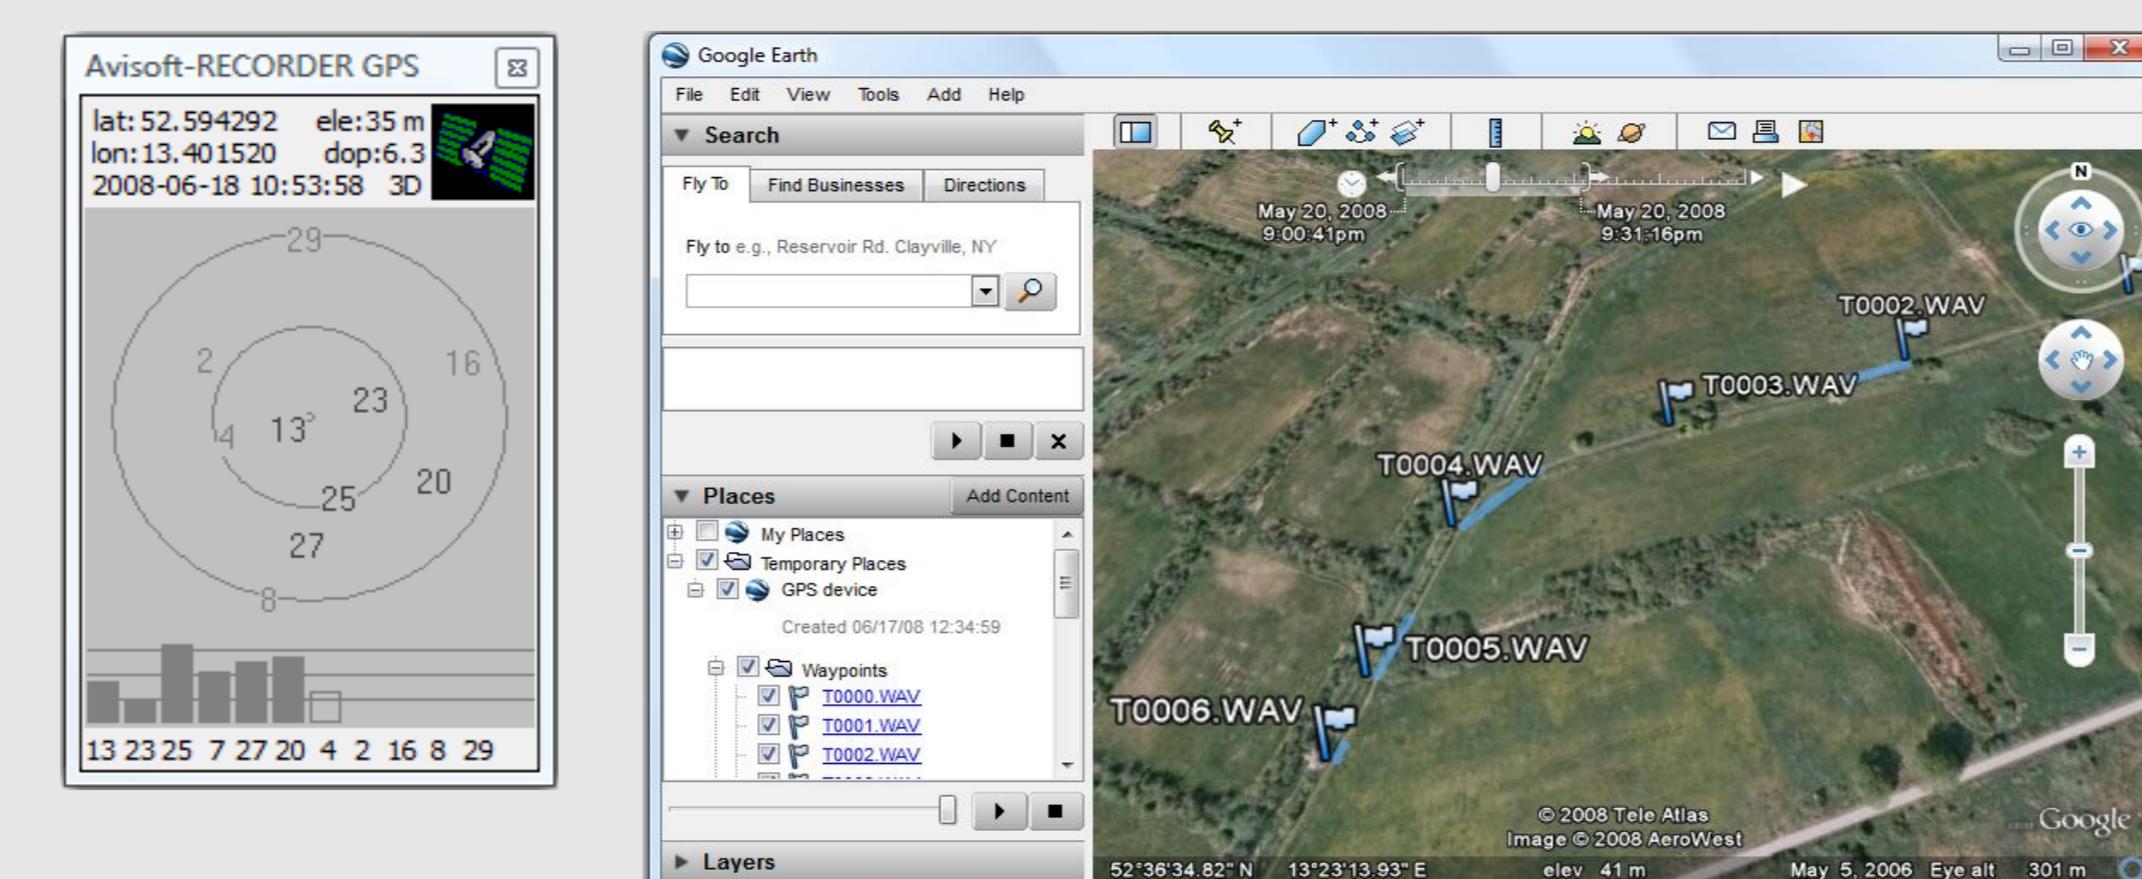 Avisoft-RECORDER GPS
lat: 52.594292 ele:35 m
lon:13.401520 dop:6.3
2008-06-18 10:53:58 3D
29
2
16
23
13°
4
25
20
27
8
13 23 25 7 27 20 4 2 16 8 29
Google Earth
File Edit View Tools Add Help
Search
Fly To Find Businesses Directions
Fly to e.g., Reservoir Rd. Clayville, NY
Places Add Content
My Places
Temporary Places
GPS device
Created 06/17/08 12:34:59
Waypoints
T0000.WAV
T0001.WAV
T0002.WAV
Layers
May 20, 2008
9:00:41pm
May 20, 2008
9:31:16pm
N
T0002.WAV
T0003.WAV
T0004.WAV
T0005.WAV
T0006.WAV
© 2008 Tele Atlas
Image © 2008 AeroWest
Google
52°36'34.82" N 13°23'13.93" E elev 41 m May 5, 2006 Eye alt 301 m